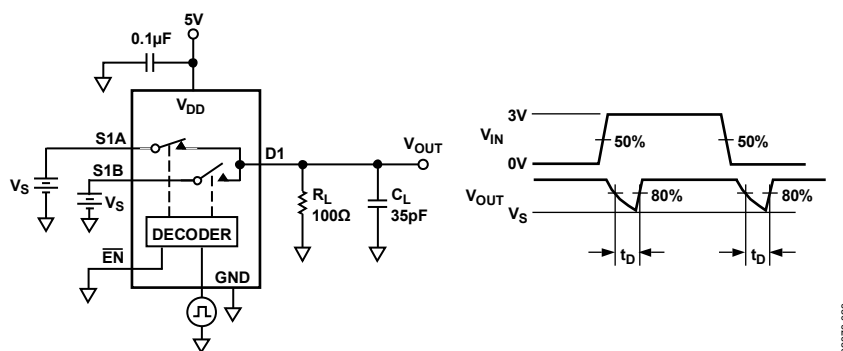 5V
0.1µF
VDD
S1A
D1
VOUT
S1B
VS
VS
RL
100Ω
CL
35pF
DECODER
EN
GND
3V
VIN
50%
50%
0V
VOUT
80%
80%
VS
tD
tD